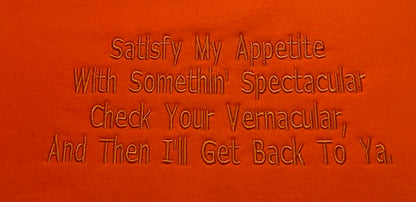 Satisfy My Appetite
With Somethin' Spectacular
Check Your Vernacular,
And Then I'll Get Back To Ya.